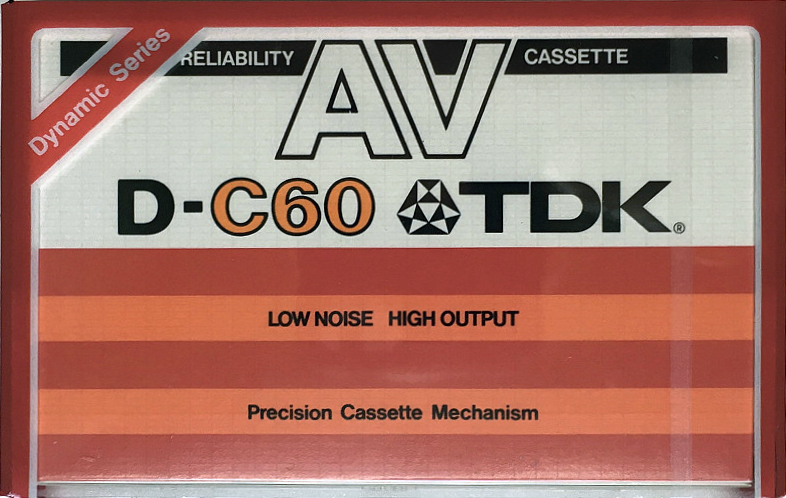 Dynamic Series
RELIABILITY AV CASSETTE
D-C60 TDK®
LOW NOISE HIGH OUTPUT
Precision Cassette Mechanism